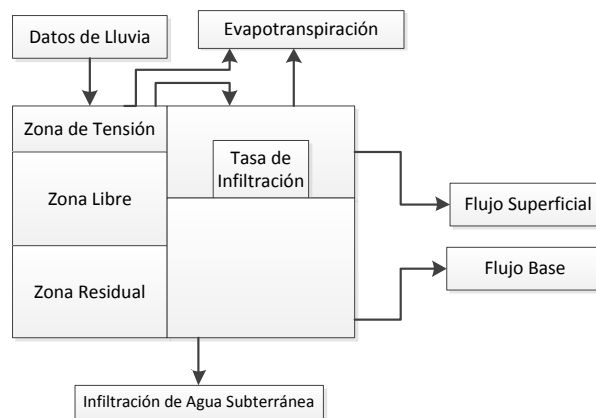 Datos de Lluvia
Evapotranspiración
Zona de Tensión
Tasa de
Infiltración
Zona Libre
Flujo Superficial
Flujo Base
Zona Residual
Infiltración de Agua Subterránea